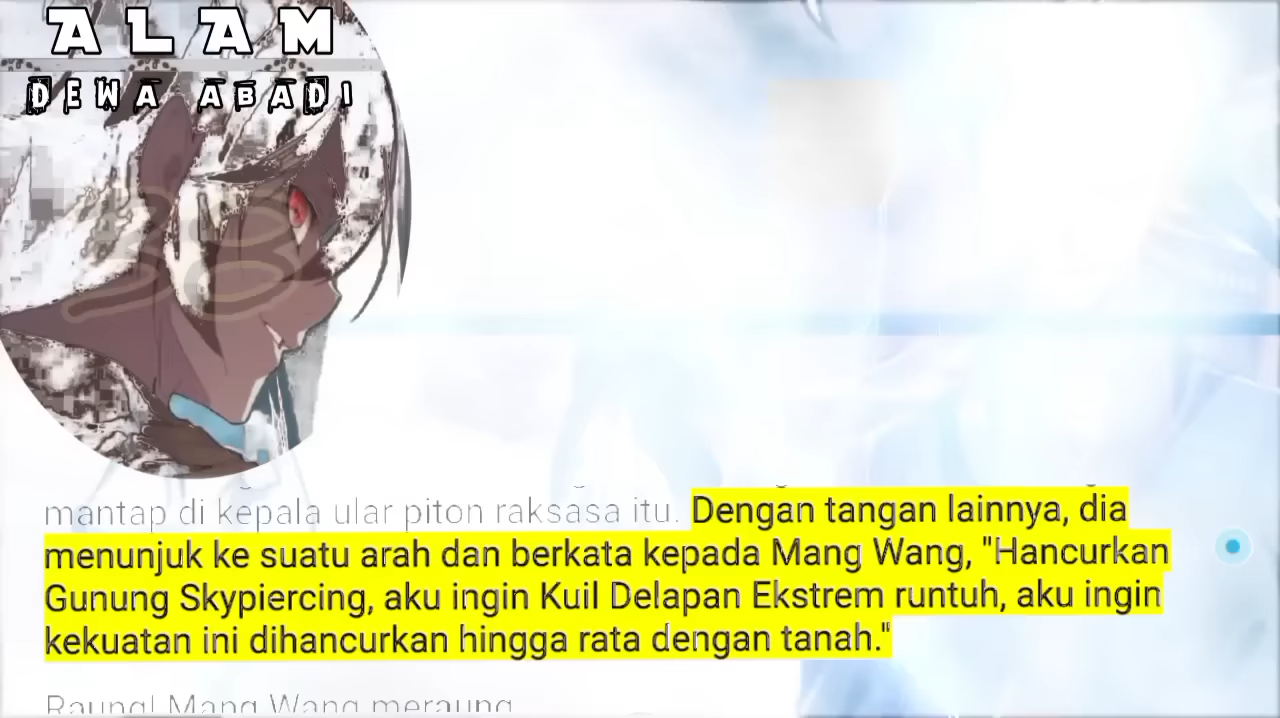 ALAM
DEWA ABADI
mantap di kepala ular piton raksasa itu. Dengan tangan lainnya, dia
menunjuk ke suatu arah dan berkata kepada Mang Wang, "Hancurkan
Gunung Skypiercing, aku ingin Kuil Delapan Ekstrem runtuh, aku ingin
kekuatan ini dihancurkan hingga rata dengan tanah."
Raung! Mang Wang meraung